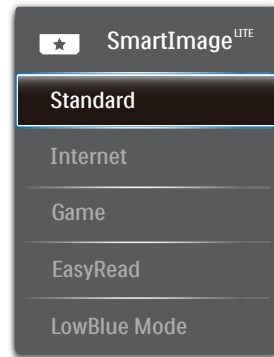 SmartImage LITE
Standard
Internet
Game
EasyRead
LowBlue Mode